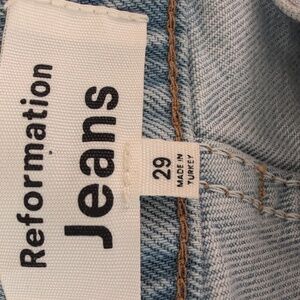 Reformation
Jeans
29
MADE IN
TURKEY